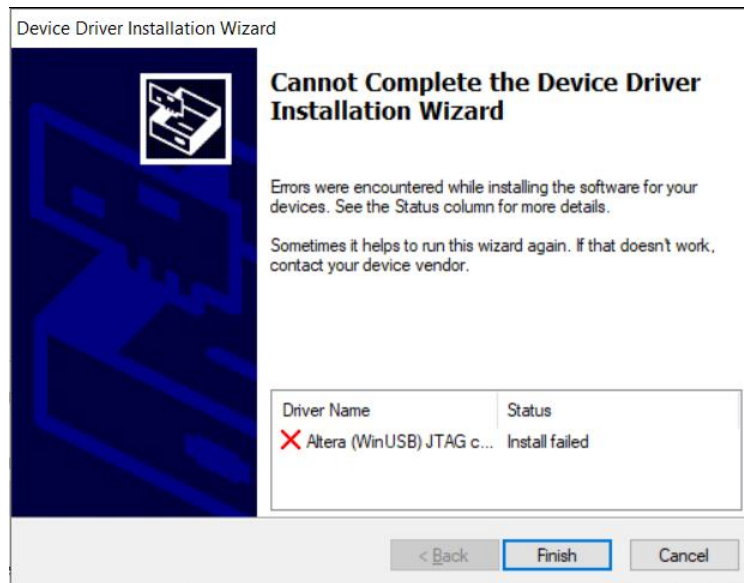 Device Driver Installation Wizard
Cannot Complete the Device Driver
Installation Wizard
Errors were encountered while installing the software for your
devices. See the Status column for more details.
Sometimes it helps to run this wizard again. If that doesn't work,
contact your device vendor.
Driver Name Status
Altera (WinUSB) JTAG c... Install failed
< Back Finish Cancel